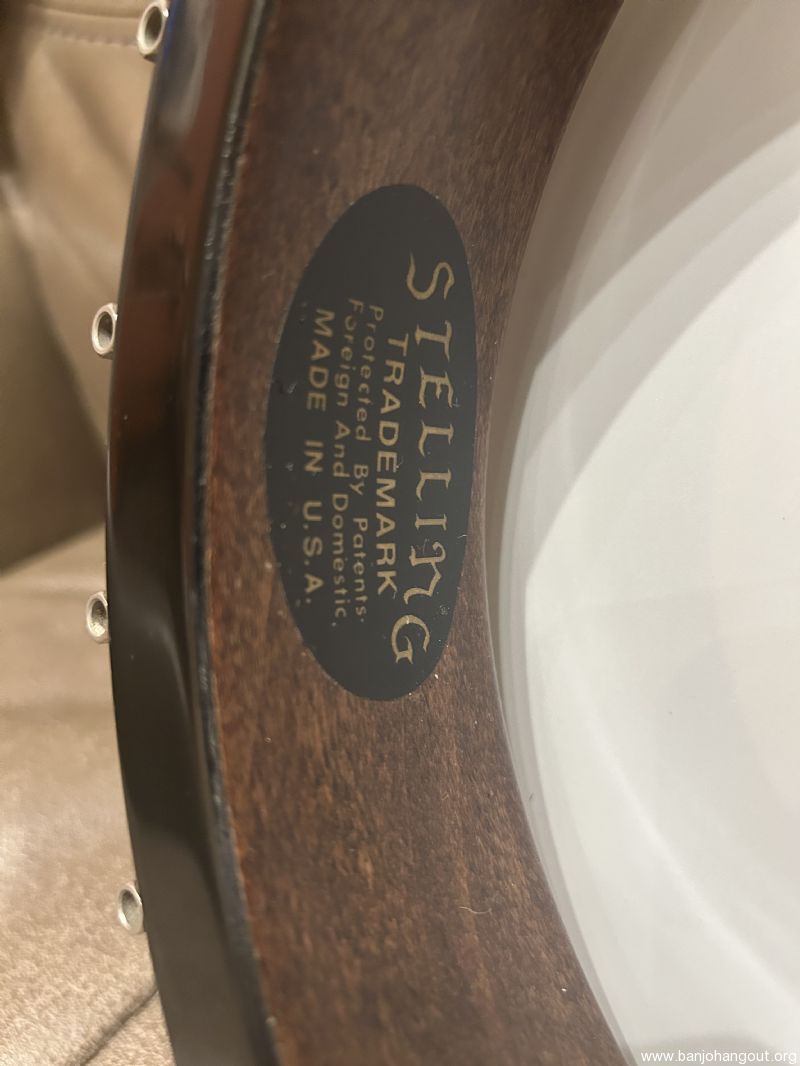 STELLING
TRADEMARK
Protected By Patents
Foreign And Domestic.
MADE IN U.S.A.
www.banjohangout.org